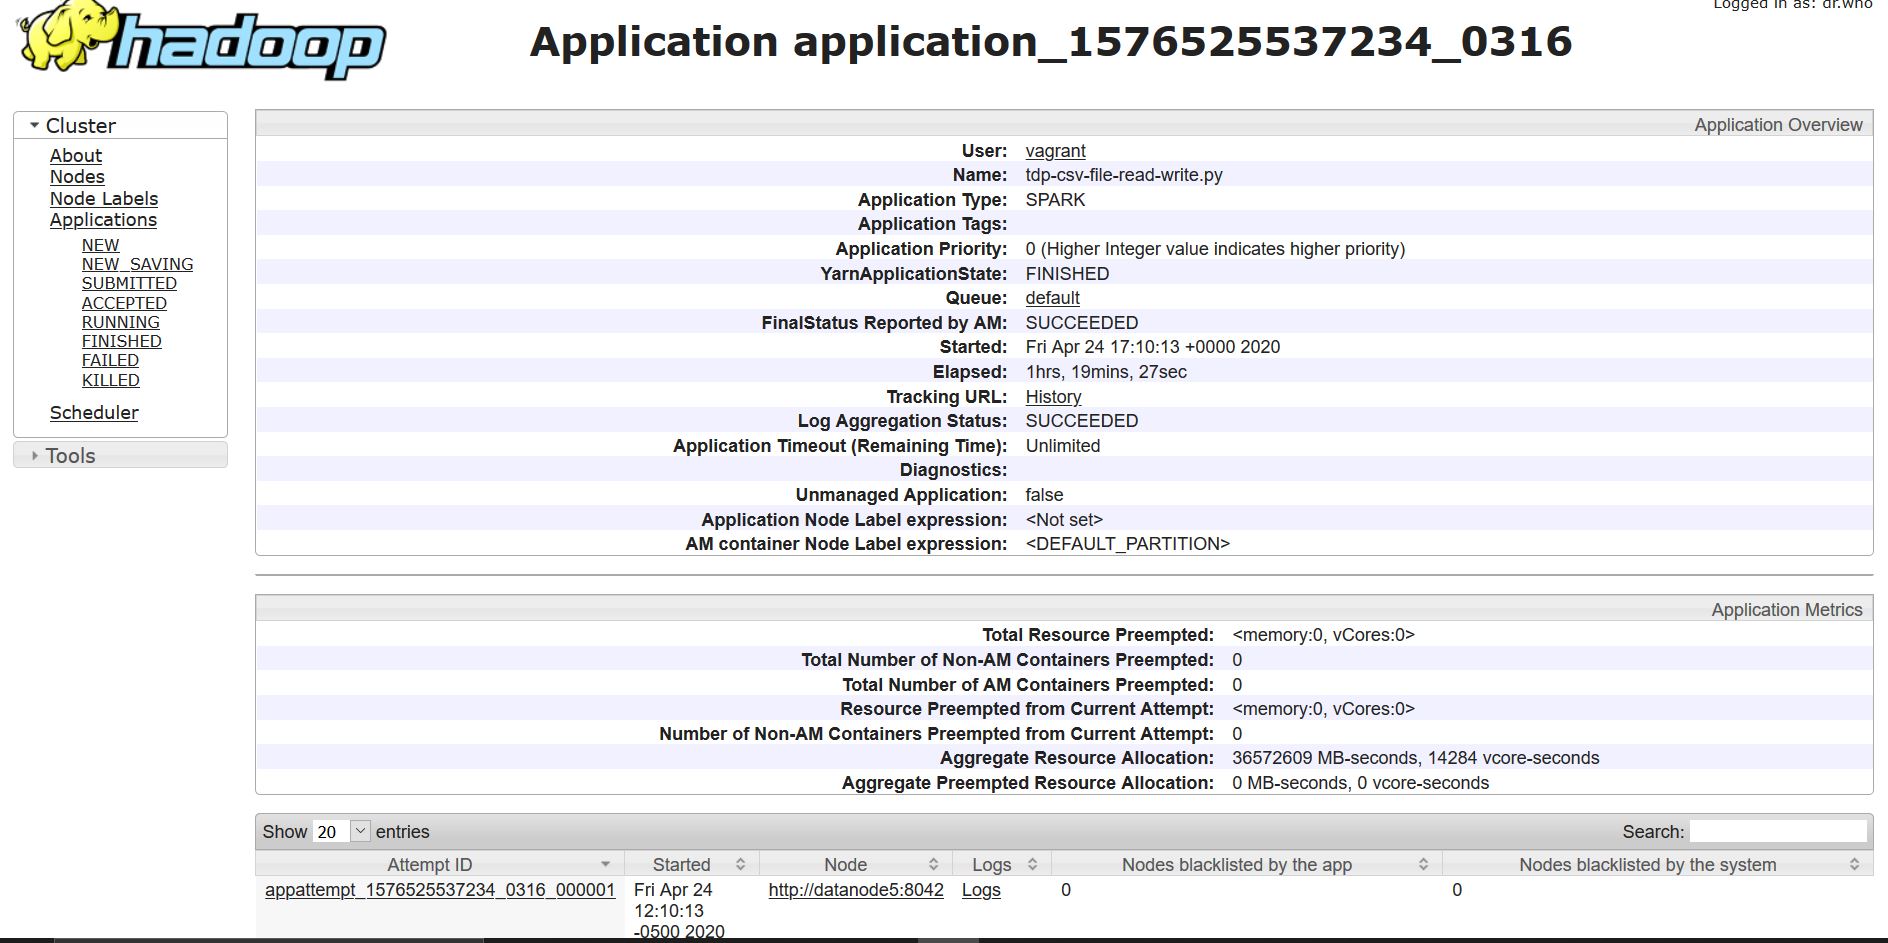 Logged in as: dr.who
hadoop
Application application_1576525537234_0316
Cluster
About
Nodes
Node Labels
Applications
NEW
NEW_SAVING
SUBMITTED
ACCEPTED
RUNNING
FINISHED
FAILED
KILLED
Scheduler
Tools
Application Overview
User: vagrant
Name: tdp-csv-file-read-write.py
Application Type: SPARK
Application Tags:
Application Priority: 0 (Higher Integer value indicates higher priority)
YarnApplicationState: FINISHED
Queue: default
FinalStatus Reported by AM: SUCCEEDED
Started: Fri Apr 24 17:10:13 +0000 2020
Elapsed: 1hrs, 19mins, 27sec
Tracking URL: History
Log Aggregation Status: SUCCEEDED
Application Timeout (Remaining Time): Unlimited
Diagnostics:
Unmanaged Application: false
Application Node Label expression: <Not set>
AM container Node Label expression: <DEFAULT_PARTITION>
Application Metrics
Total Resource Preempted: <memory:0, vCores:0>
Total Number of Non-AM Containers Preempted: 0
Total Number of AM Containers Preempted: 0
Resource Preempted from Current Attempt: <memory:0, vCores:0>
Number of Non-AM Containers Preempted from Current Attempt: 0
Aggregate Resource Allocation: 36572609 MB-seconds, 14284 vcore-seconds
Aggregate Preempted Resource Allocation: 0 MB-seconds, 0 vcore-seconds
Show 20 entries Search:
Attempt ID Started Node Logs Nodes blacklisted by the app Nodes blacklisted by the system
appattempt_1576525537234_0316_000001 Fri Apr 24 http://datanode5:8042 Logs 0 0
12:10:13
-0500 2020